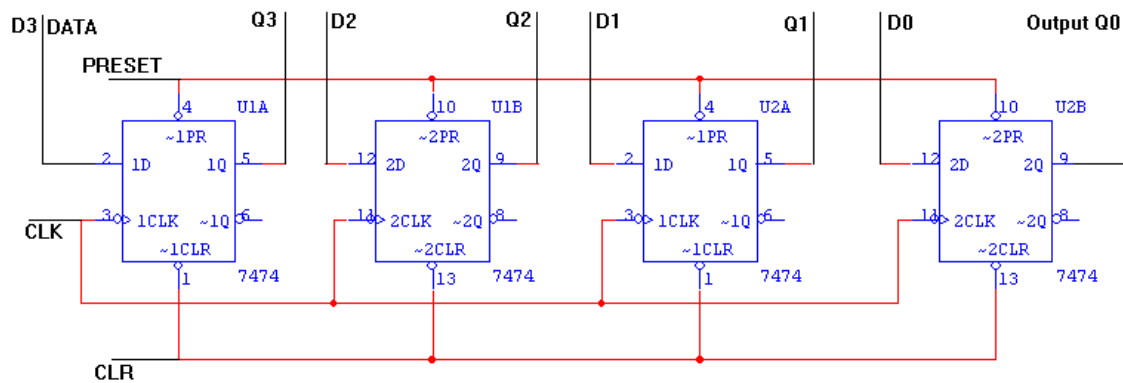 D3 DATA Q3 D2 Q2 D1 Q1 D0 Output Q0
PRESET
4 U1A 10 U1B 4 U2A 10 U2B
~1PR ~2PR ~1PR ~2PR
2 1D 1Q 5 12 2D 2Q 9 2 1D 1Q 5 12 2D 2Q 9
3 1CLK ~1Q 6 11 2CLK ~2Q 8 3 1CLK ~1Q 6 11 2CLK ~2Q 8
CLK
~1CLR ~2CLR ~1CLR ~2CLR
1 7474 13 7474 1 7474 13 7474
CLR